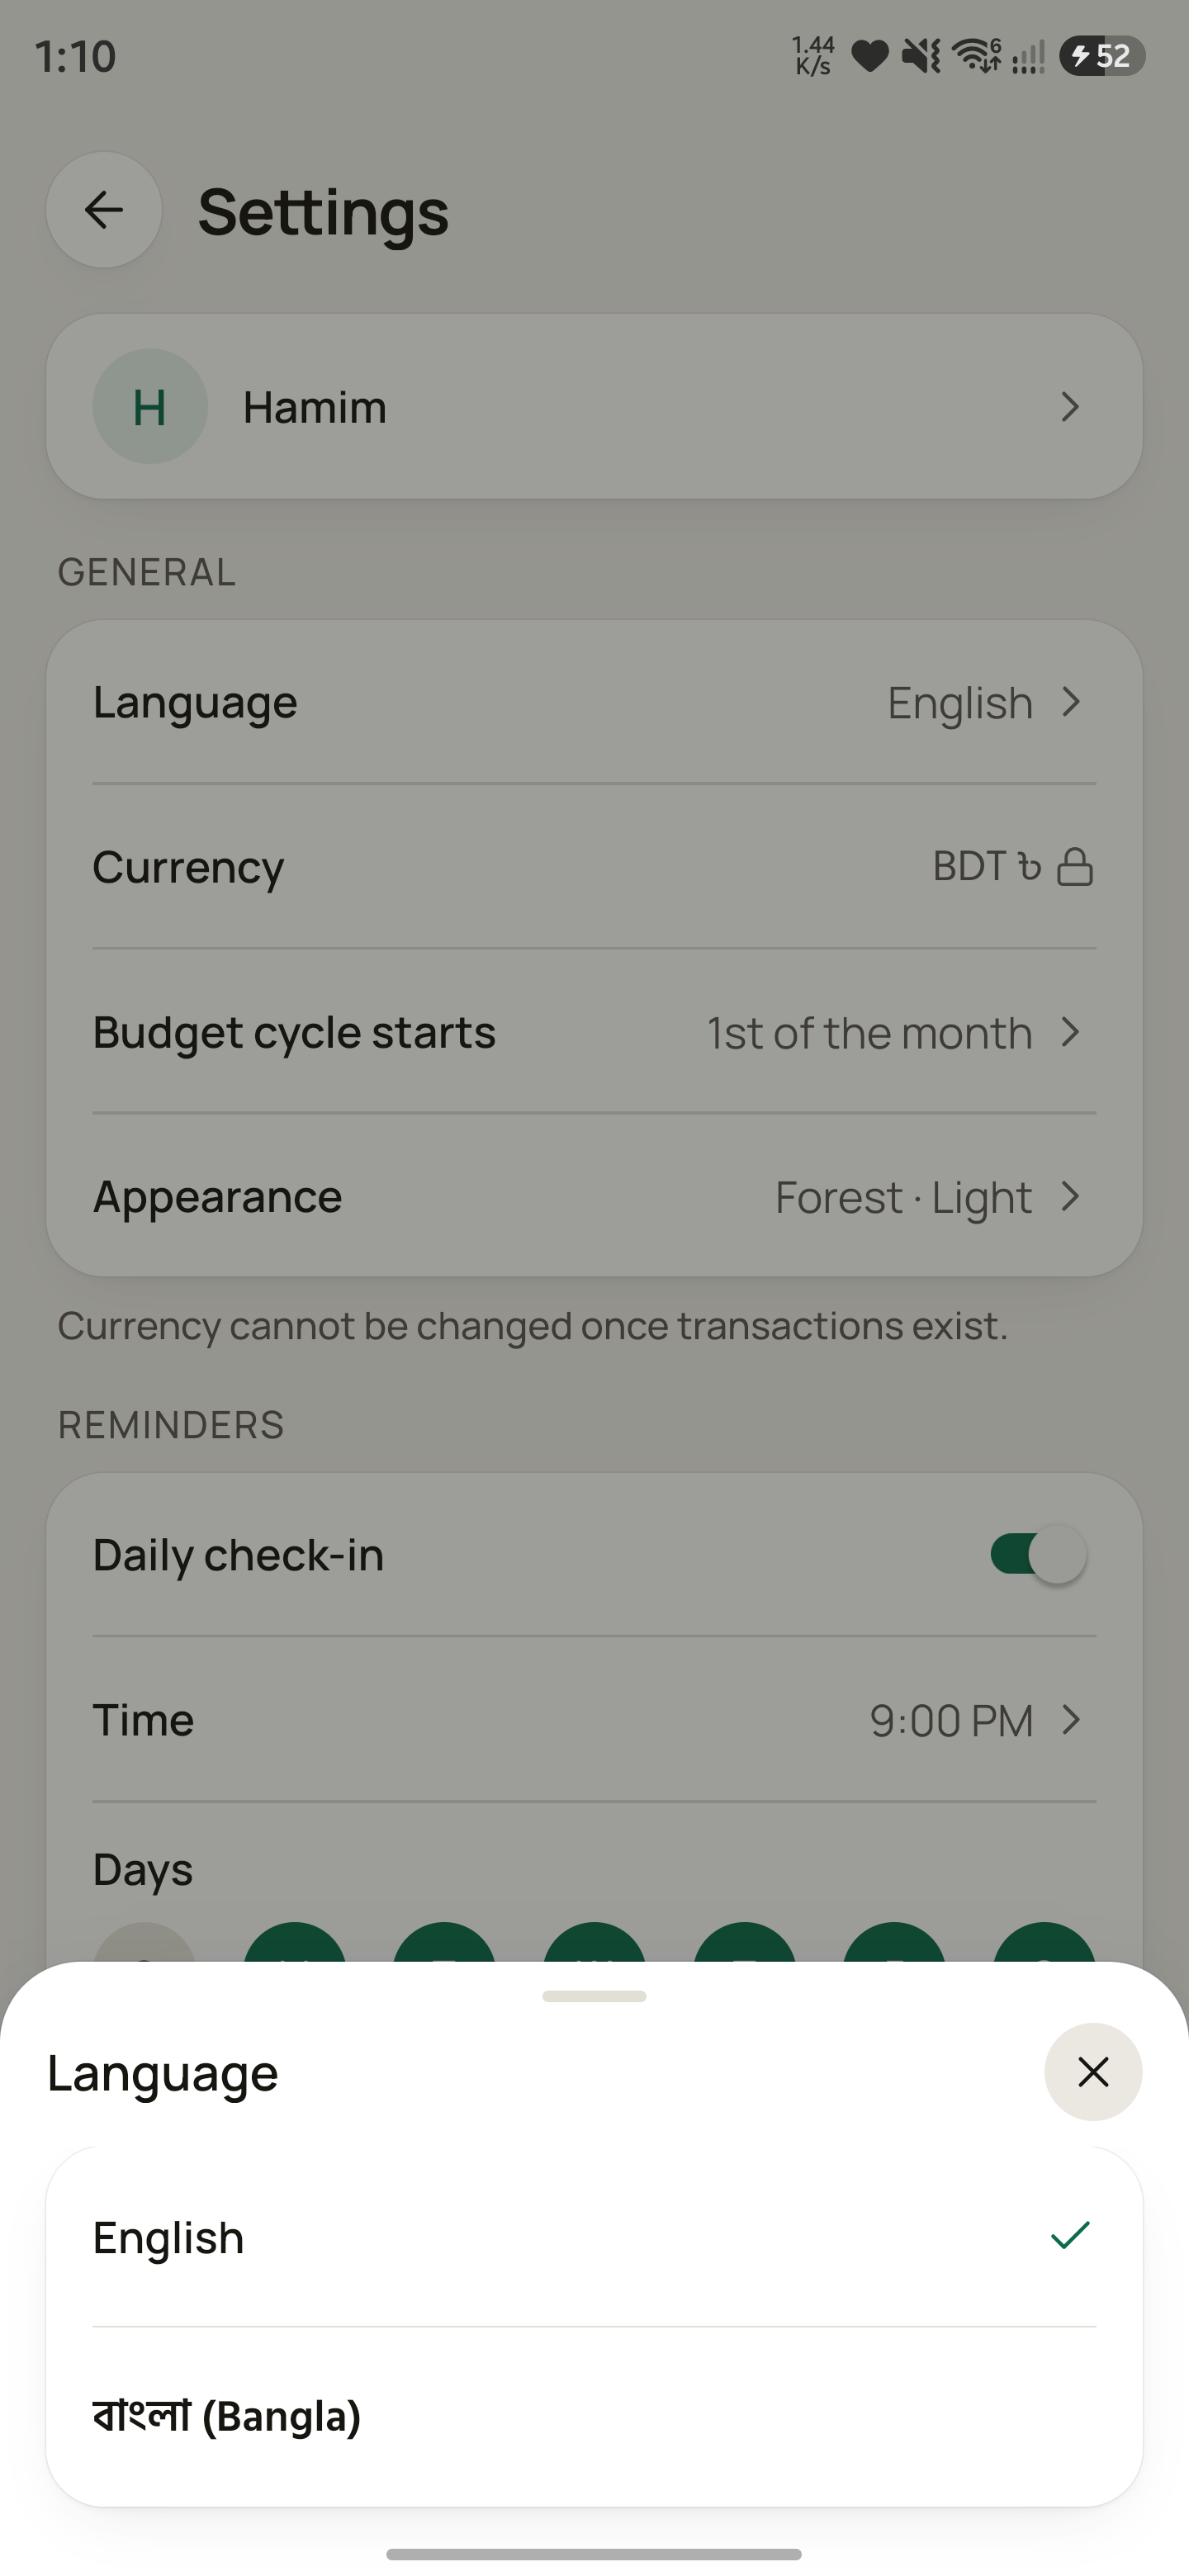 1:10
1.44
K/s
6
52
Settings
H
Hamim
GENERAL
Language English
Currency BDT ৳
Budget cycle starts 1st of the month
Appearance Forest · Light
Currency cannot be changed once transactions exist.
REMINDERS
Daily check-in
Time 9:00 PM
Days
Language
English
বাংলা (Bangla)